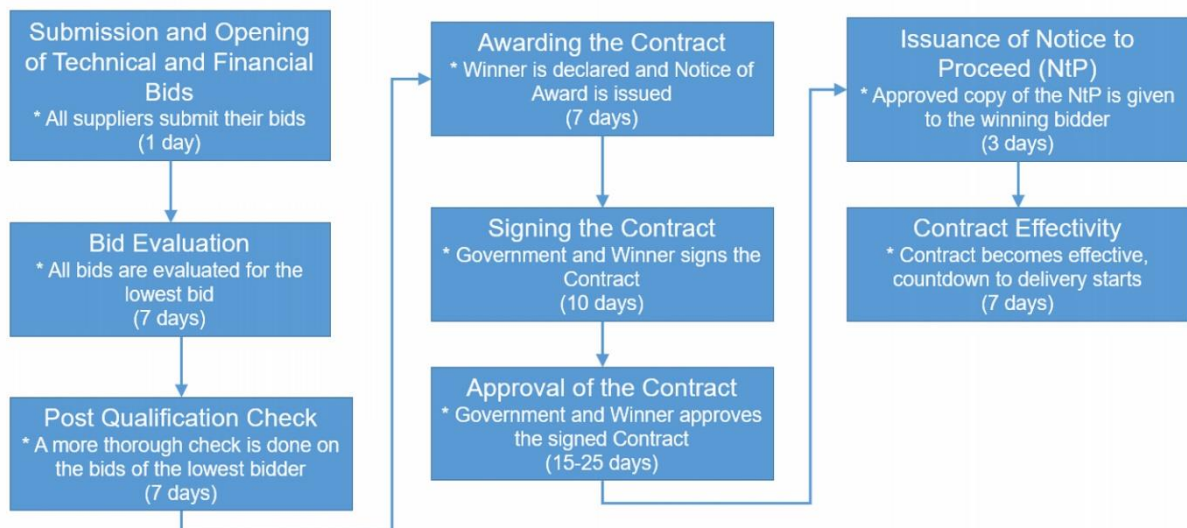 Submission and Opening
of Technical and Financial
Bids
* All suppliers submit their bids
(1 day)
Bid Evaluation
* All bids are evaluated for the
lowest bid
(7 days)
Post Qualification Check
* A more thorough check is done on
the bids of the lowest bidder
(7 days)
Awarding the Contract
* Winner is declared and Notice of
Award is issued
(7 days)
Signing the Contract
* Government and Winner signs the
Contract
(10 days)
Approval of the Contract
* Government and Winner approves
the signed Contract
(15-25 days)
Issuance of Notice to
Proceed (NtP)
* Approved copy of the NtP is given
to the winning bidder
(3 days)
Contract Effectivity
* Contract becomes effective,
countdown to delivery starts
(7 days)